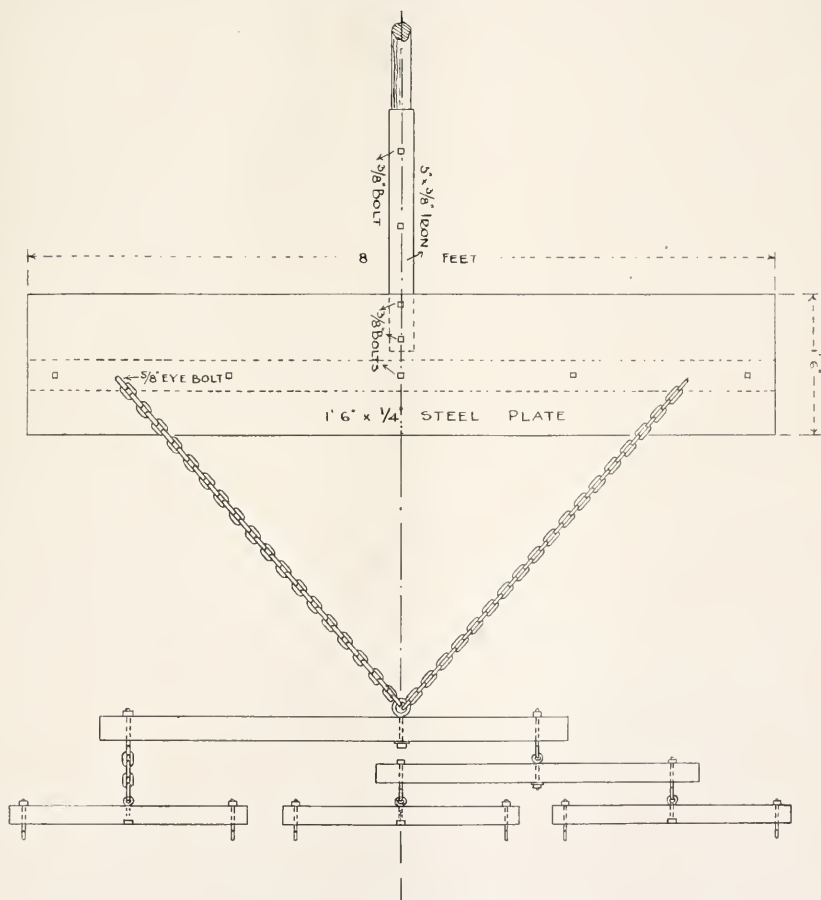 3/8" BOLT
5" x 3/8" IRON
8 FEET
3/8" BOLTS
1' 6"
5/8" EYE BOLT
1' 6" x 1/4" STEEL PLATE